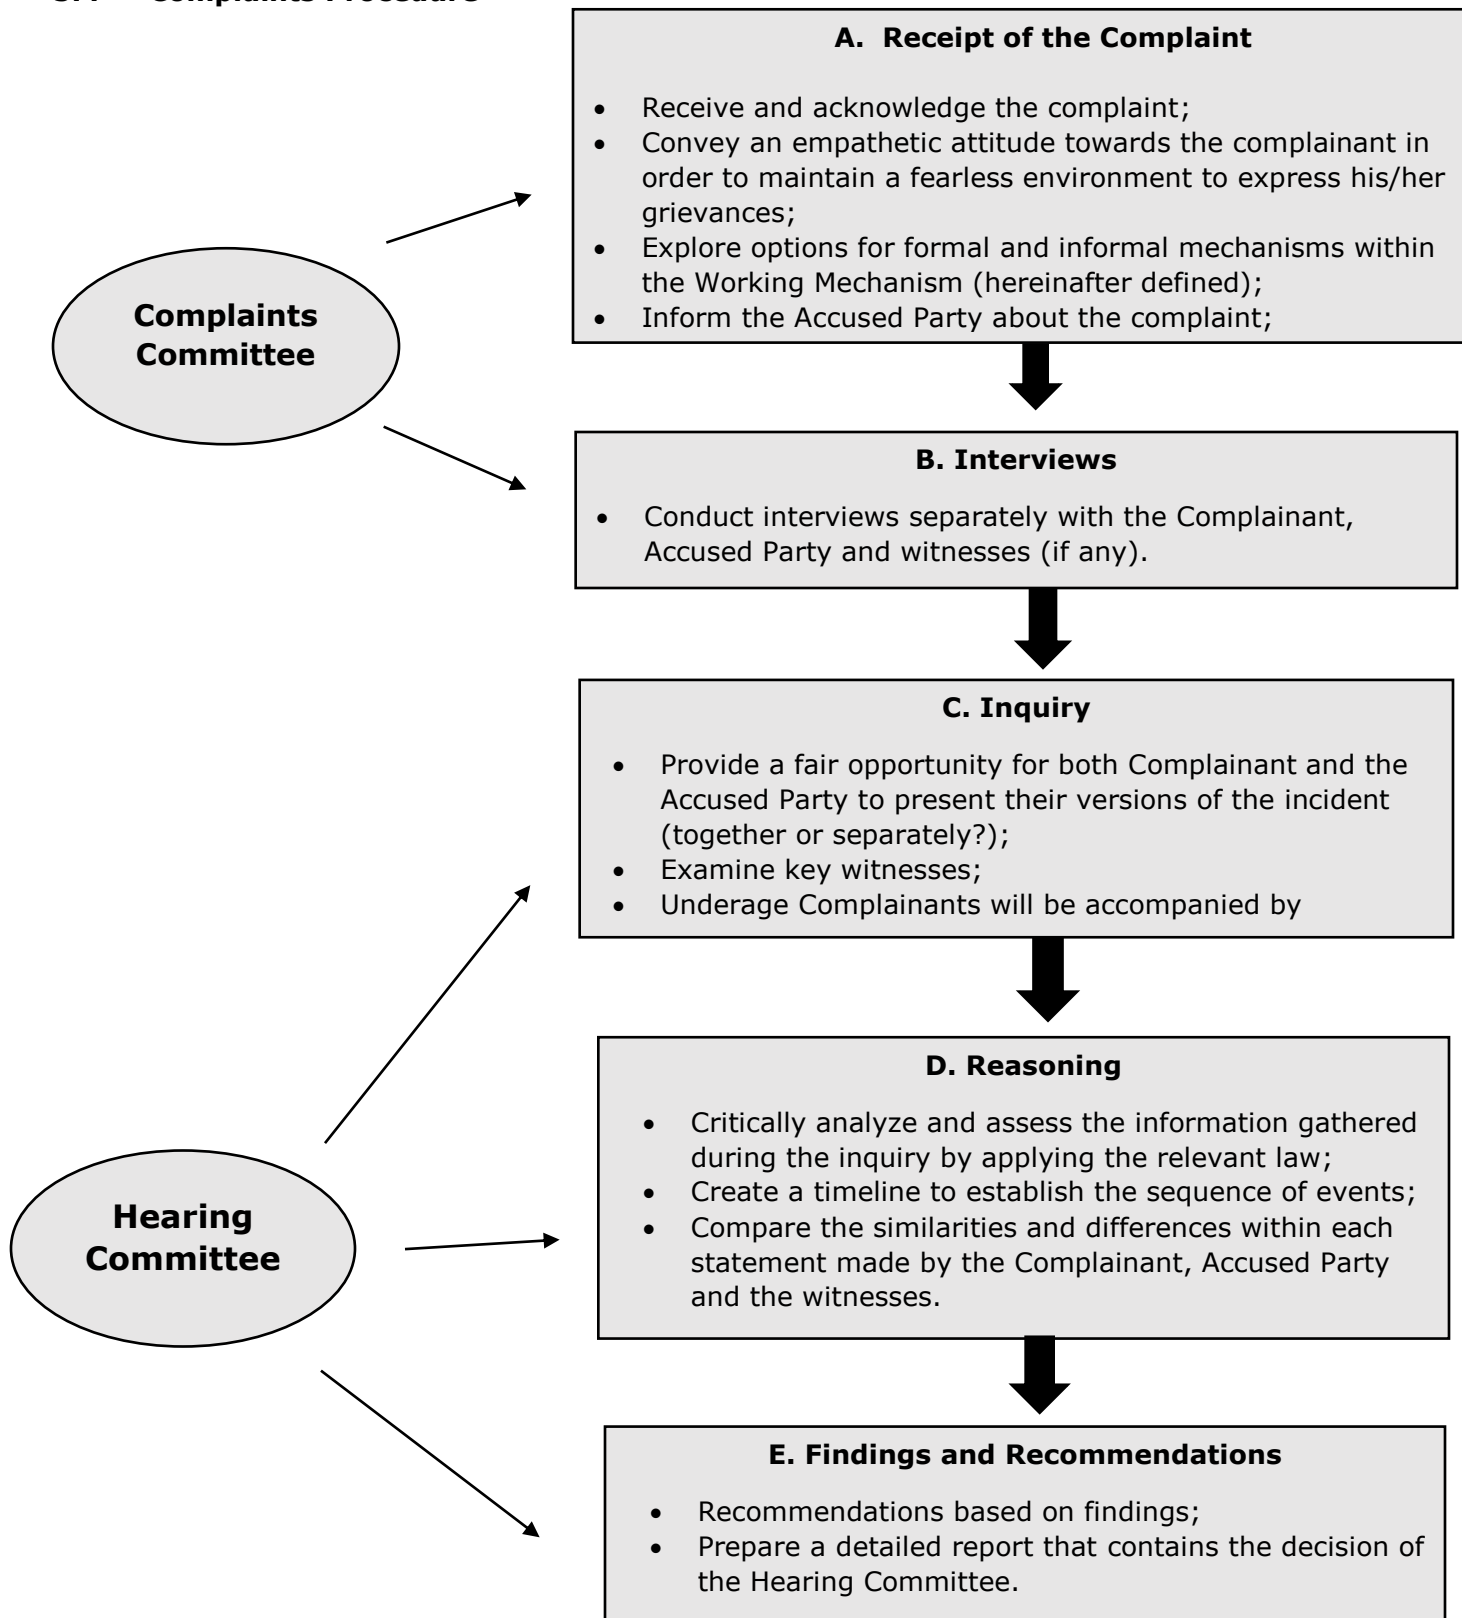 A. Receipt of the Complaint
• Receive and acknowledge the complaint;
• Convey an empathetic attitude towards the complainant in
order to maintain a fearless environment to express his/her
grievances;
• Explore options for formal and informal mechanisms within
the Working Mechanism (hereinafter defined);
• Inform the Accused Party about the complaint;
Complaints
Committee
B. Interviews
• Conduct interviews separately with the Complainant,
Accused Party and witnesses (if any).
C. Inquiry
• Provide a fair opportunity for both Complainant and the
Accused Party to present their versions of the incident
(together or separately?);
• Examine key witnesses;
• Underage Complainants will be accompanied by
D. Reasoning
• Critically analyze and assess the information gathered
during the inquiry by applying the relevant law;
• Create a timeline to establish the sequence of events;
• Compare the similarities and differences within each
statement made by the Complainant, Accused Party
and the witnesses.
Hearing
Committee
E. Findings and Recommendations
• Recommendations based on findings;
• Prepare a detailed report that contains the decision of
the Hearing Committee.